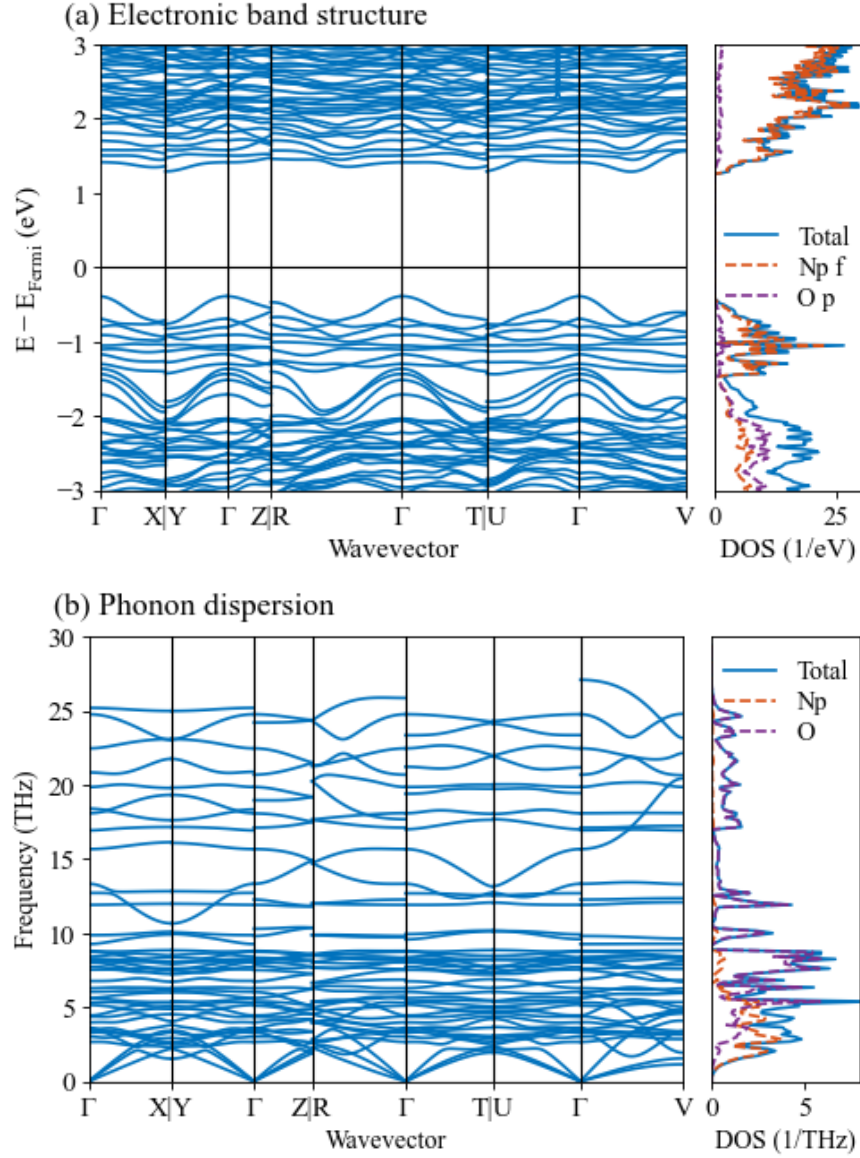 (a) Electronic band structure
3
2
1
0
−1
−2
−3
E − E_Fermi (eV)
Γ X|Y Γ Z|R Γ T|U Γ V
Wavevector
Total
Np f
O p
0 25
DOS (1/eV)
(b) Phonon dispersion
30
25
20
15
10
5
0
Frequency (THz)
Γ X|Y Γ Z|R Γ T|U Γ V
Wavevector
Total
Np
O
0 5
DOS (1/THz)